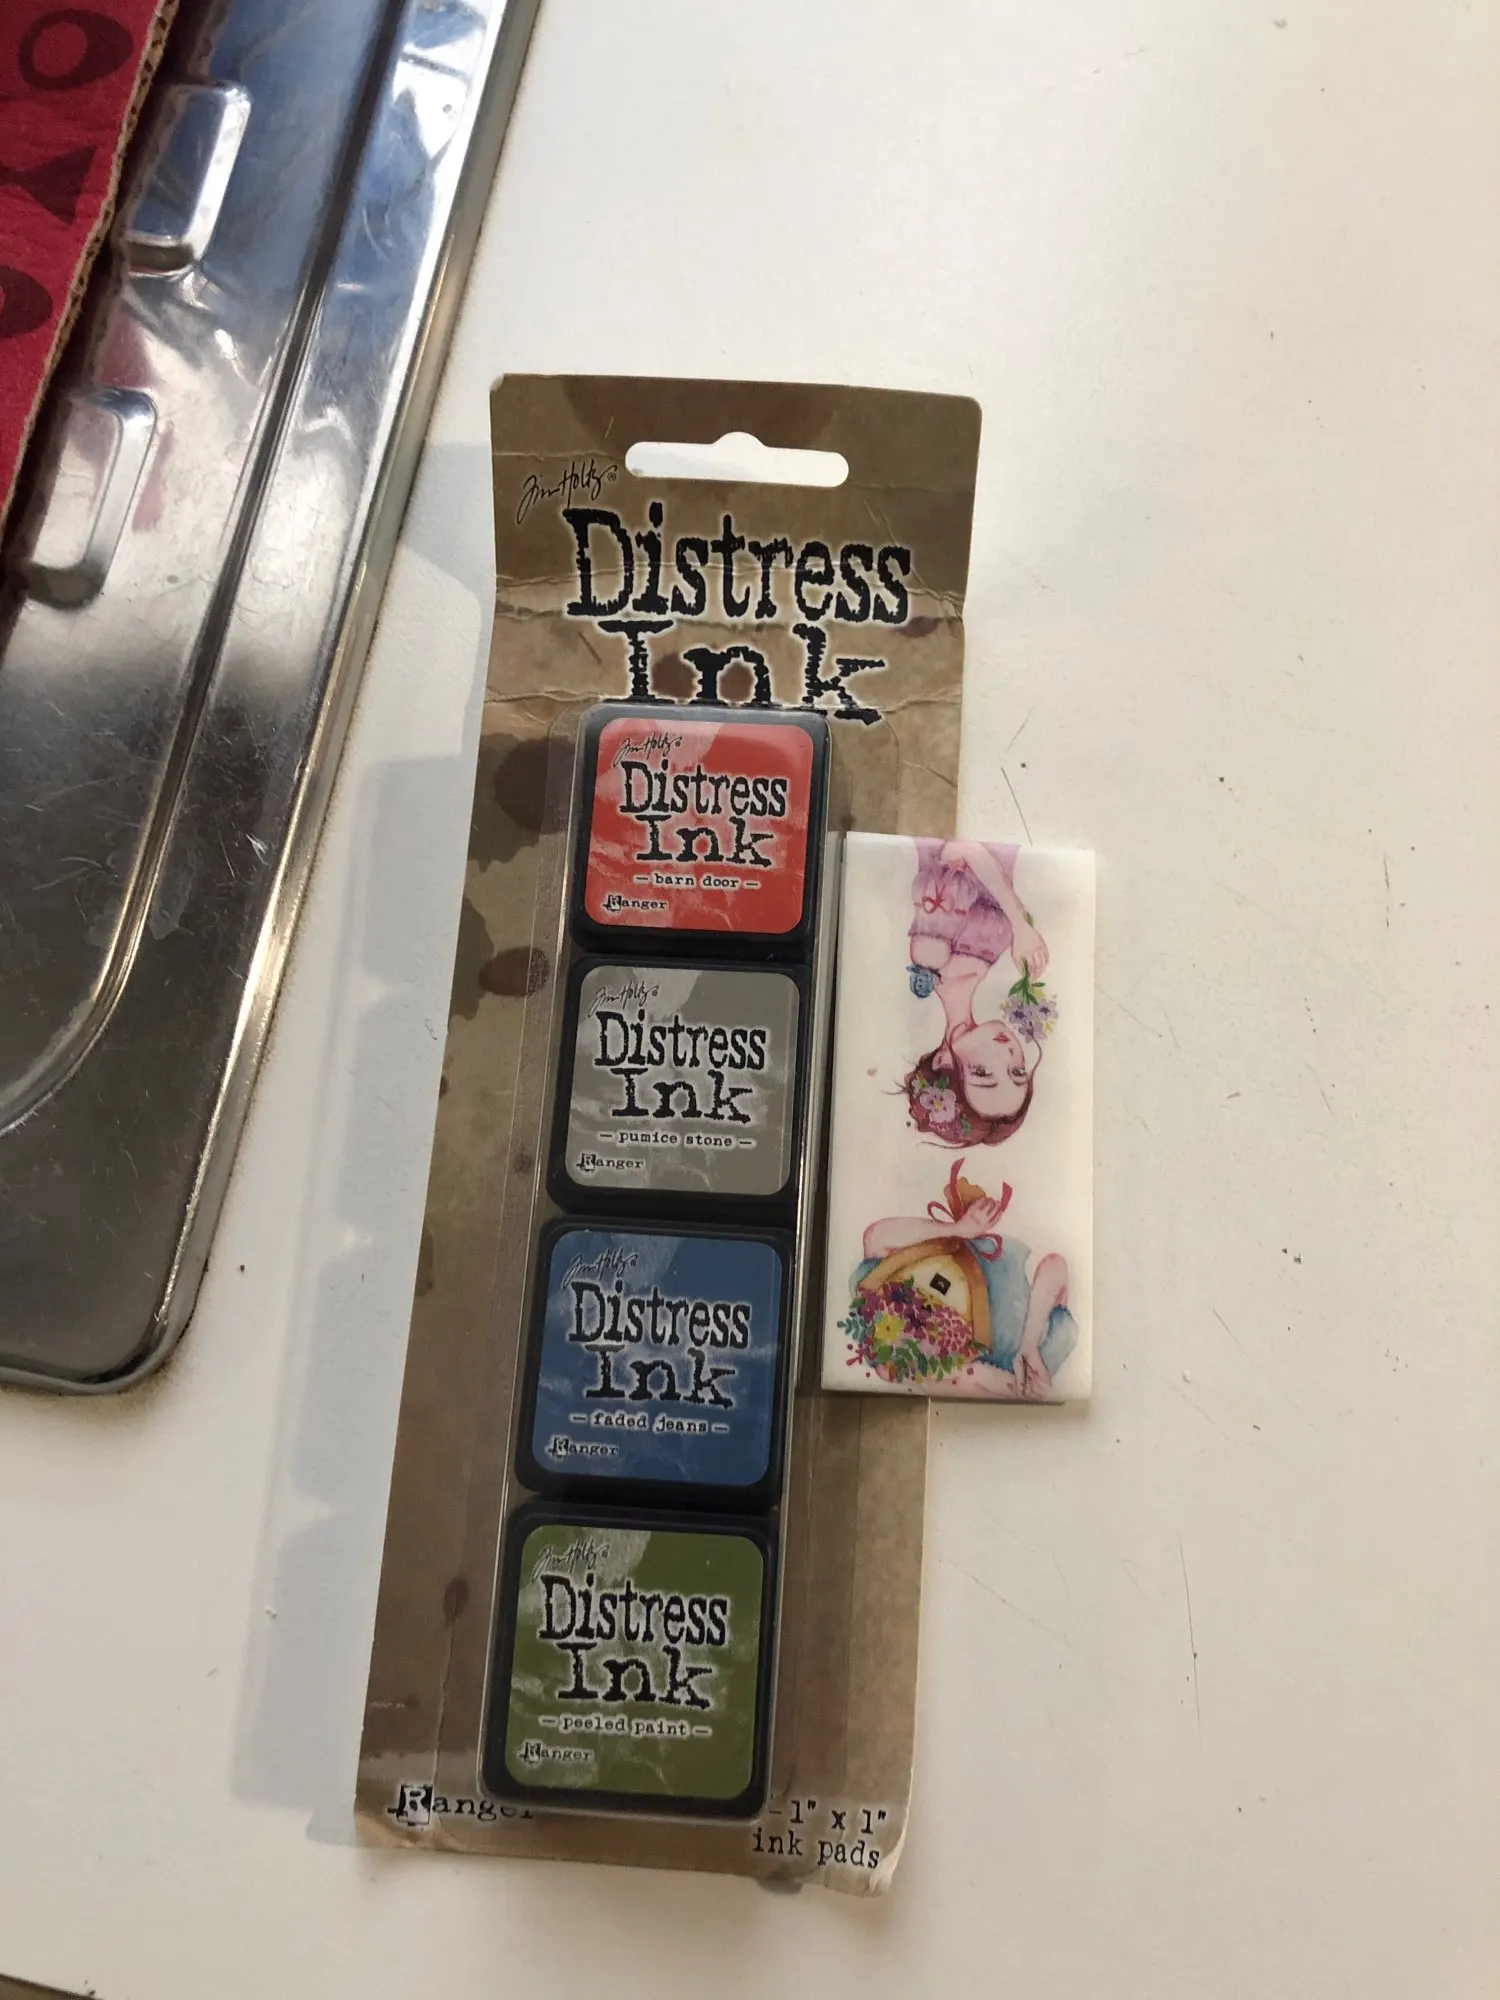 Tim Holtz®
Distress
Ink
Tim Holtz®
Distress
Ink
— barn door —
Ranger
Tim Holtz®
Distress
Ink
— pumice stone —
Ranger
Tim Holtz®
Distress
Ink
— faded jeans —
Ranger
Tim Holtz®
Distress
Ink
— peeled paint —
Ranger
Ranger
-1" x 1"
ink pads